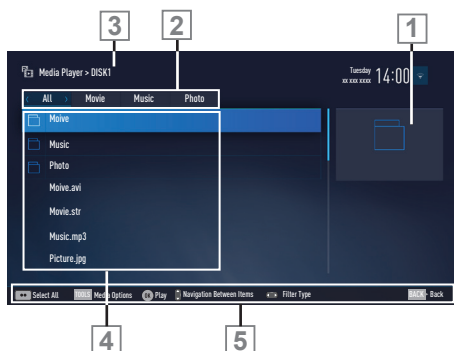 3
2
1
Media Player > DISK1
Tuesday
xx xxx xxxx 14:00
‹ All › Movie Music Photo
Moive
Music
Photo
Moive.avi
Movie.str
Music.mp3
Picture.jpg
Select All TOOLS Media Options OK Play Navigation Between Items Filter Type BACK - Back
4
5